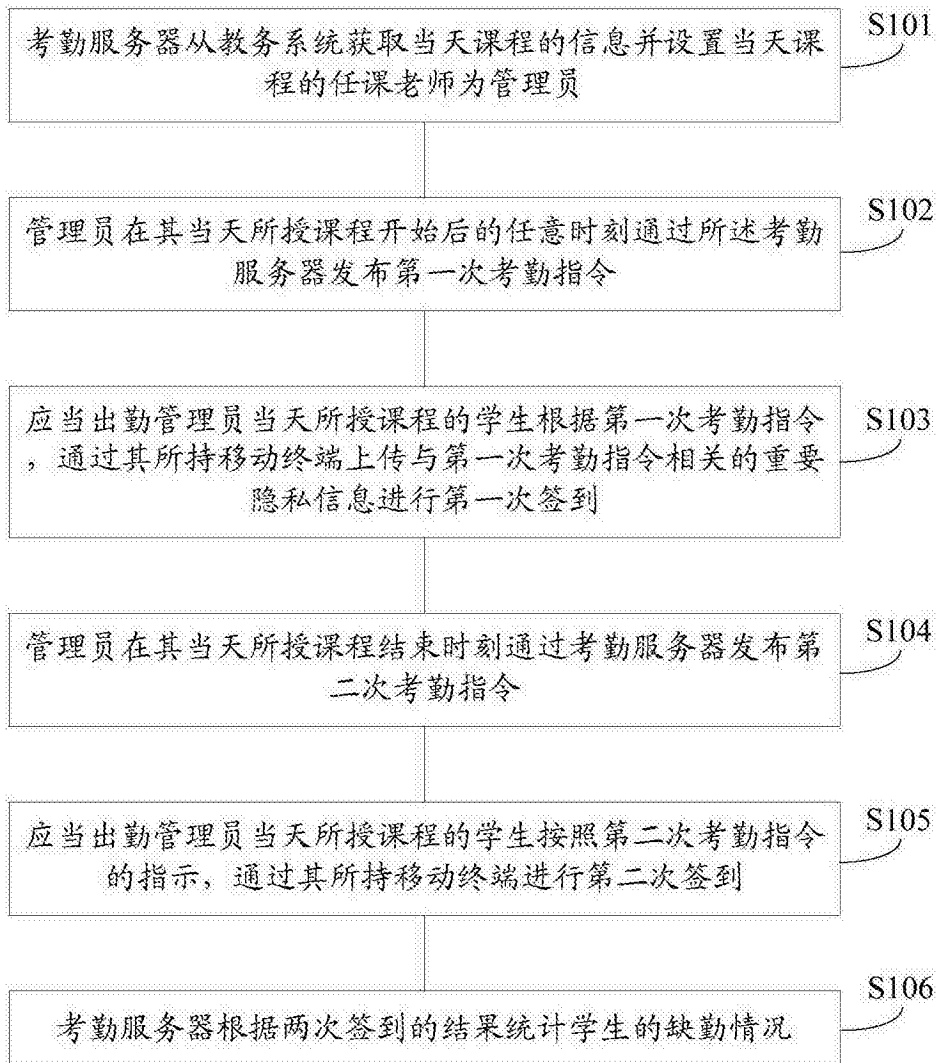 考勤服务器从教务系统获取当天课程的信息并设置当天课
程的任课老师为管理员
S101
管理员在其当天所授课程开始后的任意时刻通过所述考勤
服务器发布第一次考勤指令
S102
应当出勤管理员当天所授课程的学生根据第一次考勤指令
，通过其所持移动终端上传与第一次考勤指令相关的重要
隐私信息进行第一次签到
S103
管理员在其当天所授课程结束时刻通过考勤服务器发布第
二次考勤指令
S104
应当出勤管理员当天所授课程的学生按照第二次考勤指令
的指示，通过其所持移动终端进行第二次签到
S105
考勤服务器根据两次签到的结果统计学生的缺勤情况
S106